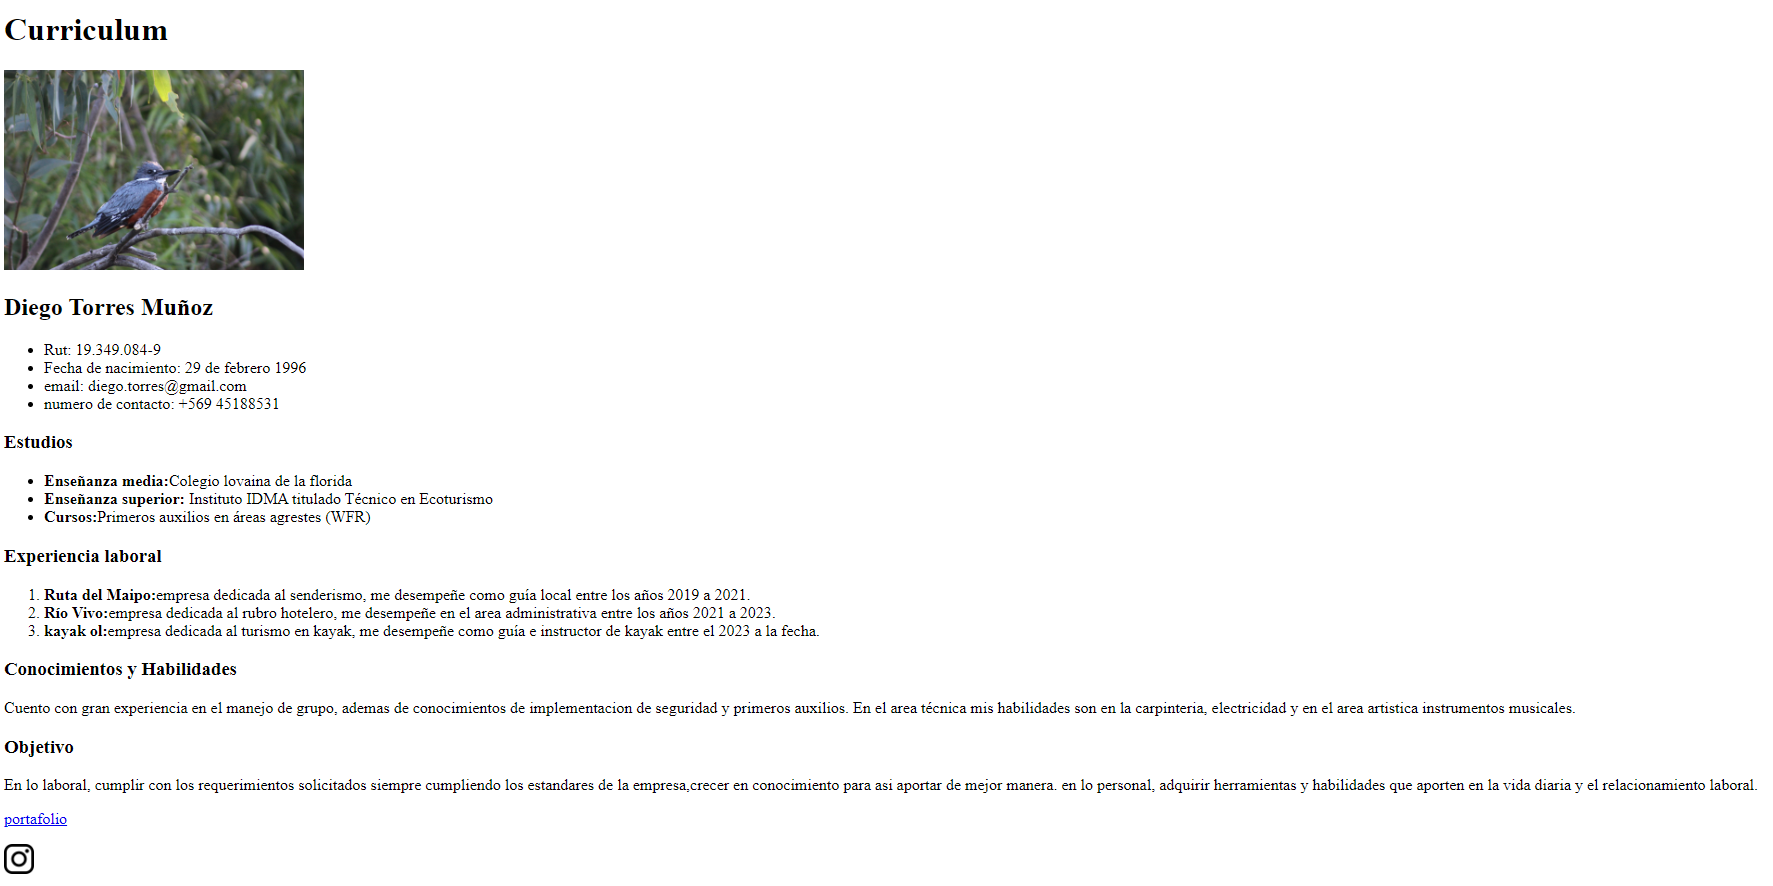 Curriculum
Diego Torres Muñoz
Rut: 19.349.084-9
Fecha de nacimiento: 29 de febrero 1996
email: diego.torres@gmail.com
numero de contacto: +569 45188531
Estudios
Enseñanza media:Colegio lovaina de la florida
Enseñanza superior: Instituto IDMA titulado Técnico en Ecoturismo
Cursos:Primeros auxilios en áreas agrestes (WFR)
Experiencia laboral
1. Ruta del Maipo:empresa dedicada al senderismo, me desempeñe como guía local entre los años 2019 a 2021.
2. Río Vivo:empresa dedicada al rubro hotelero, me desempeñe en el area administrativa entre los años 2021 a 2023.
3. kayak ol:empresa dedicada al turismo en kayak, me desempeñe como guía e instructor de kayak entre el 2023 a la fecha.
Conocimientos y Habilidades
Cuento con gran experiencia en el manejo de grupo, ademas de conocimientos de implementacion de seguridad y primeros auxilios. En el area técnica mis habilidades son en la carpinteria, electricidad y en el area artistica instrumentos musicales.
Objetivo
En lo laboral, cumplir con los requerimientos solicitados siempre cumpliendo los estandares de la empresa,crecer en conocimiento para asi aportar de mejor manera. en lo personal, adquirir herramientas y habilidades que aporten en la vida diaria y el relacionamiento laboral.
portafolio